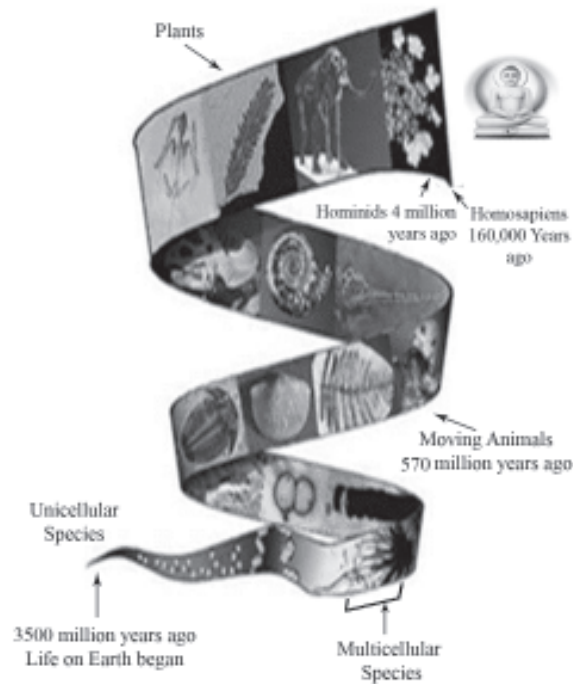 Plants
Hominids 4 million
years ago
Homosapiens
160,000 Years
ago
Moving Animals
570 million years ago
Unicellular
Species
3500 million years ago
Life on Earth began
Multicellular
Species